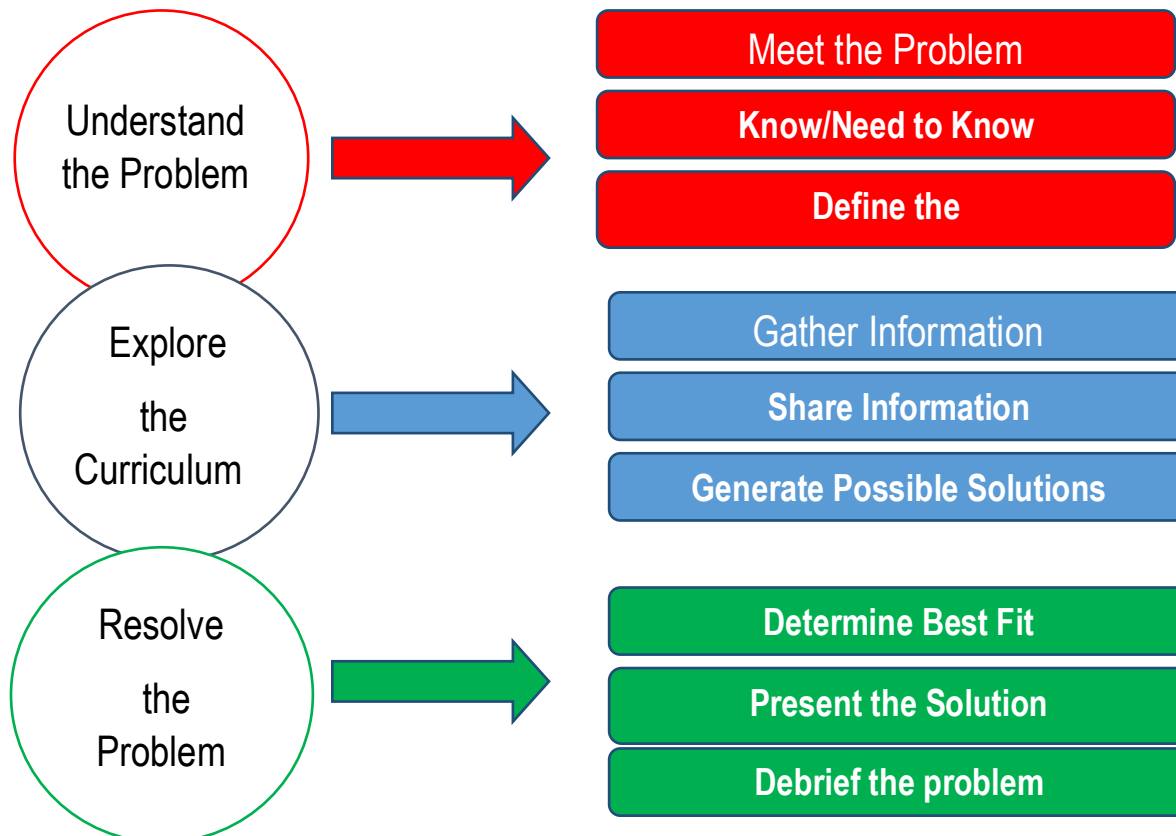 Understand
the Problem
Meet the Problem
Know/Need to Know
Define the
Explore
the
Curriculum
Gather Information
Share Information
Generate Possible Solutions
Resolve
the
Problem
Determine Best Fit
Present the Solution
Debrief the problem